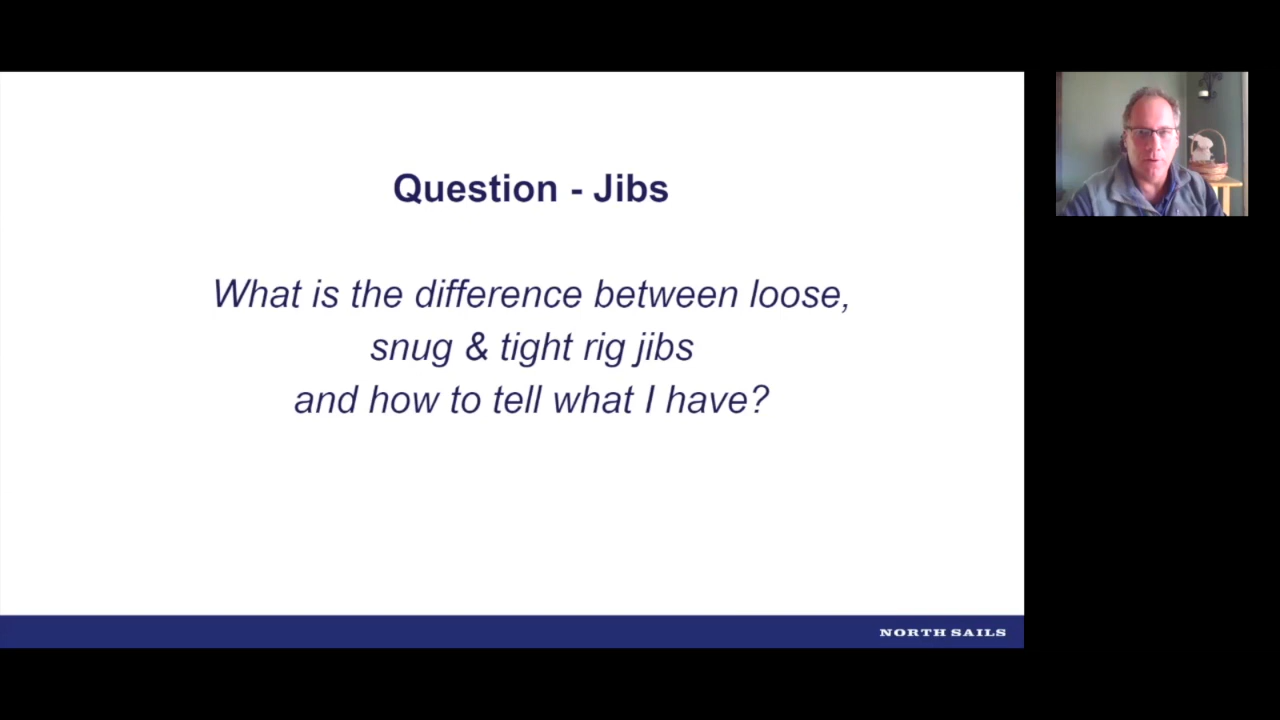 Question - Jibs
What is the difference between loose,
snug & tight rig jibs
and how to tell what I have?
NORTH SAILS